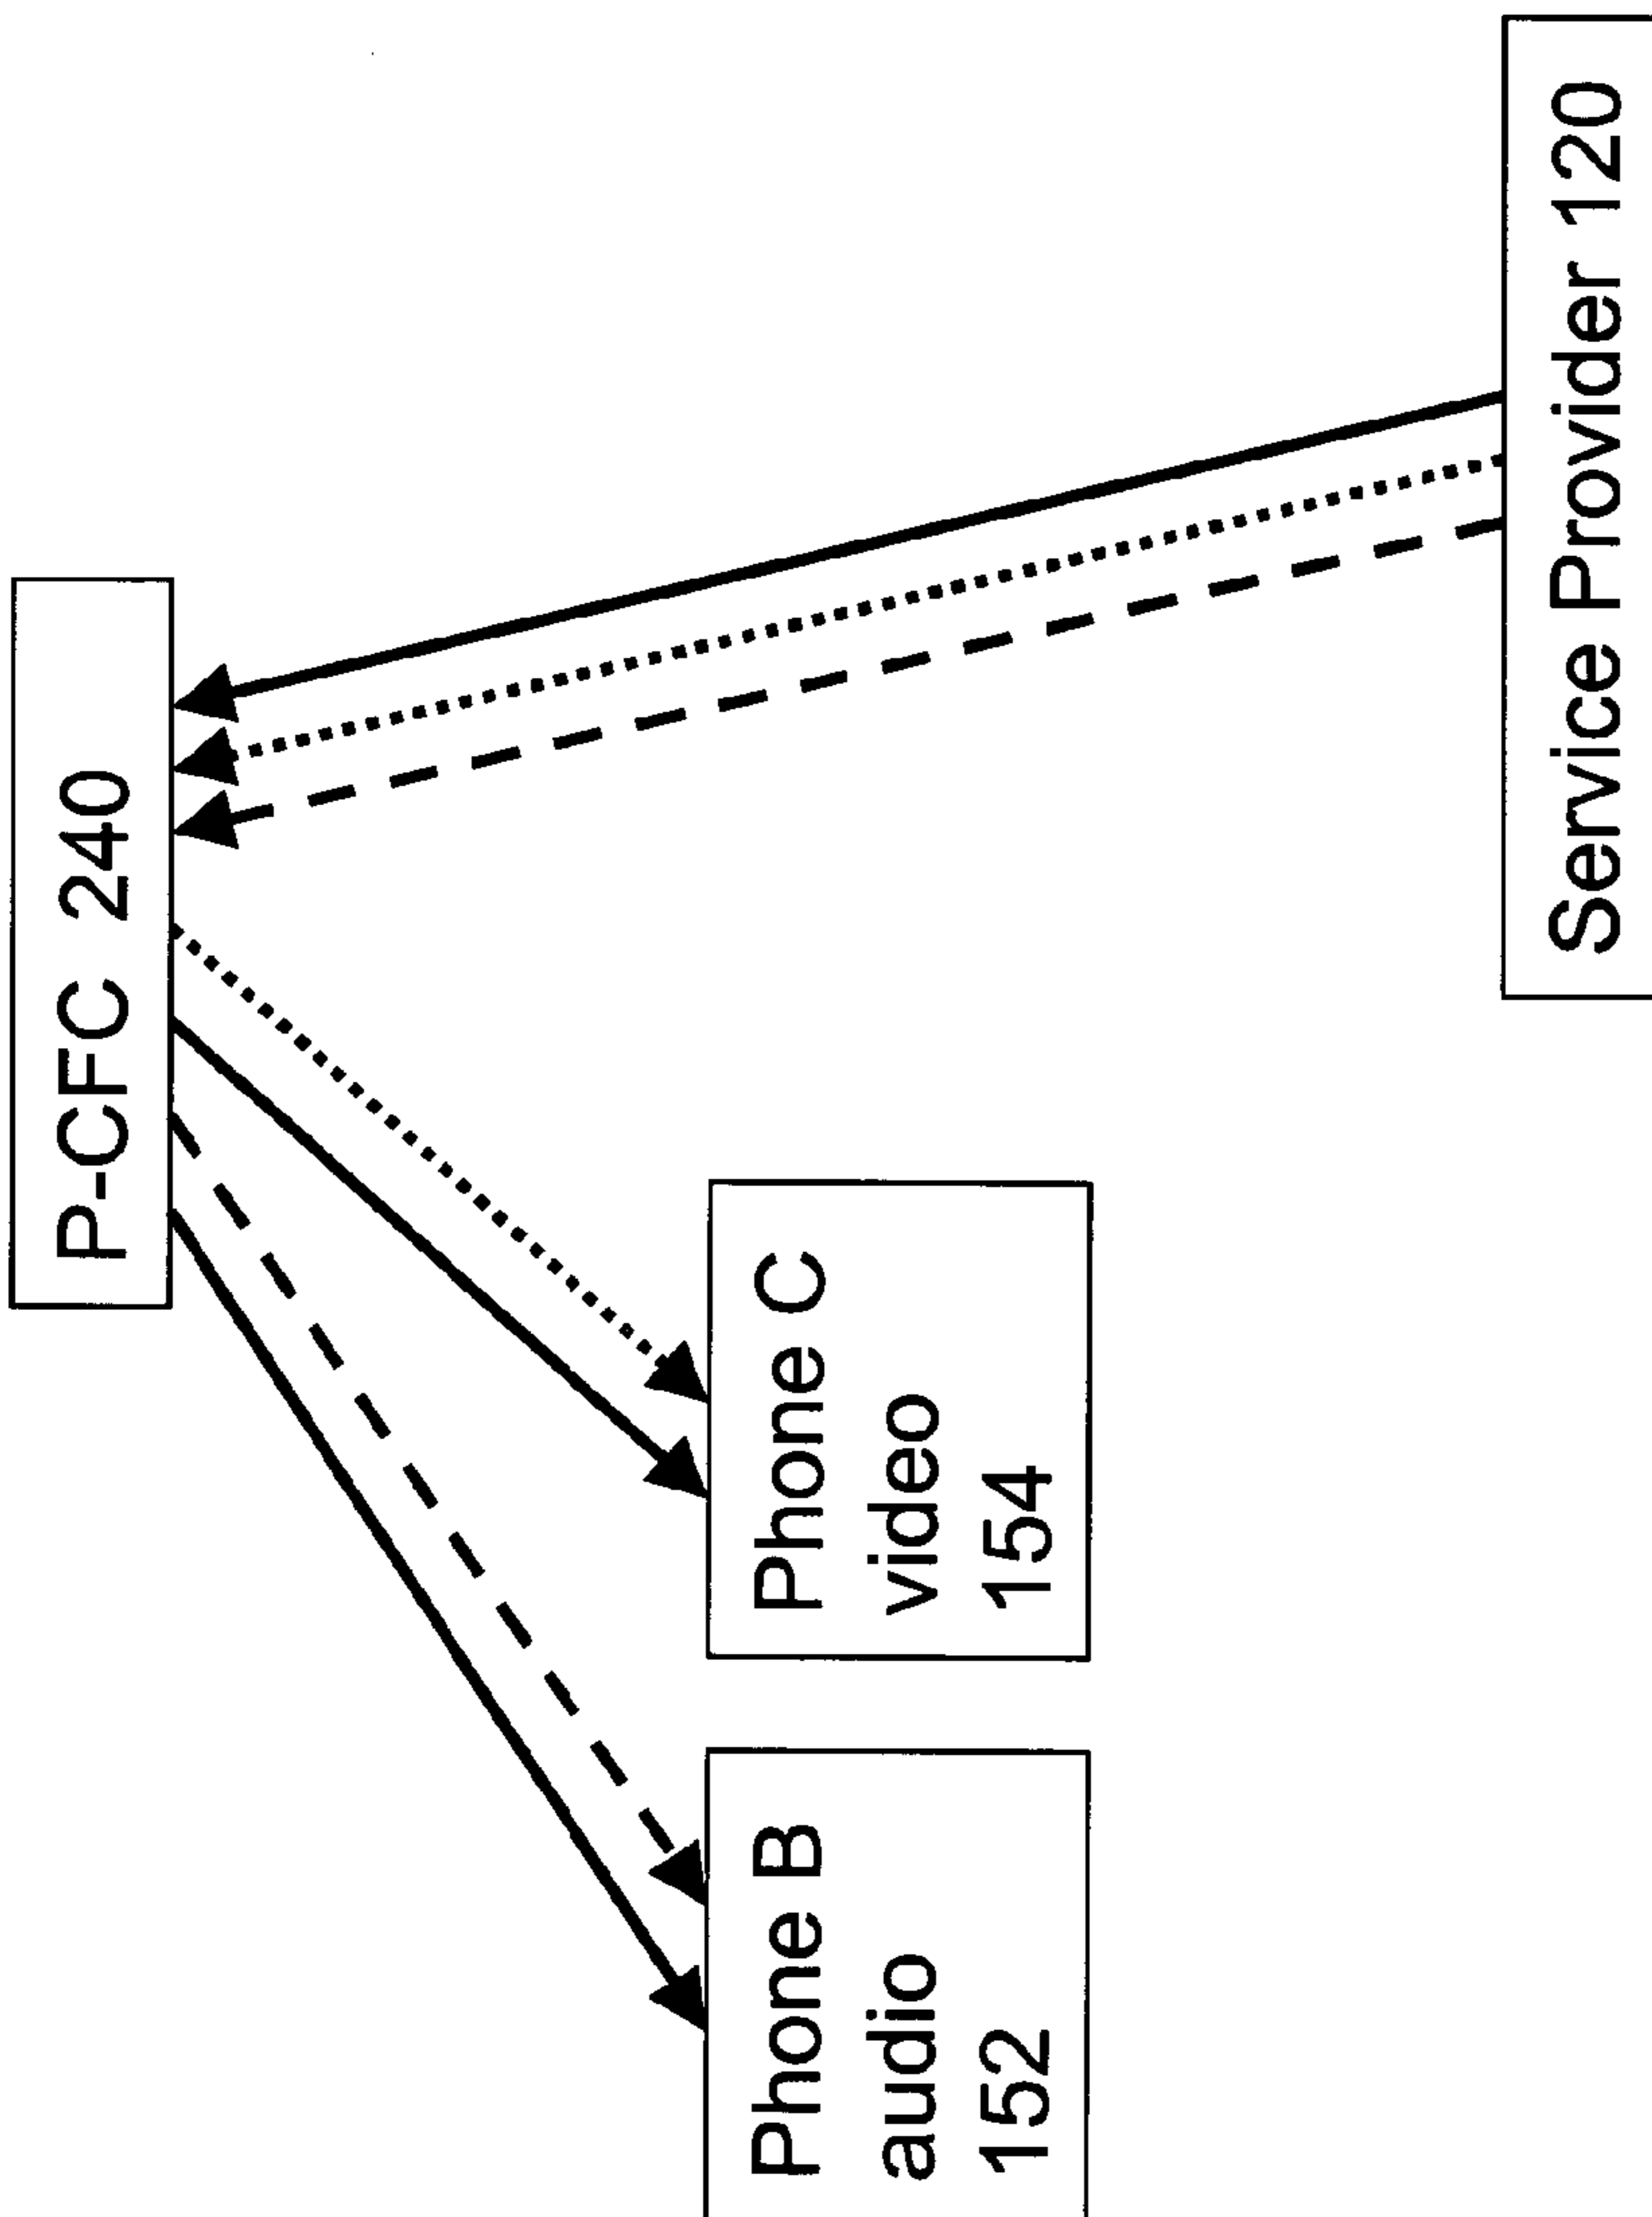 P-CFC 240
Phone B
audio
152
Phone C
video
154
Service Provider 120